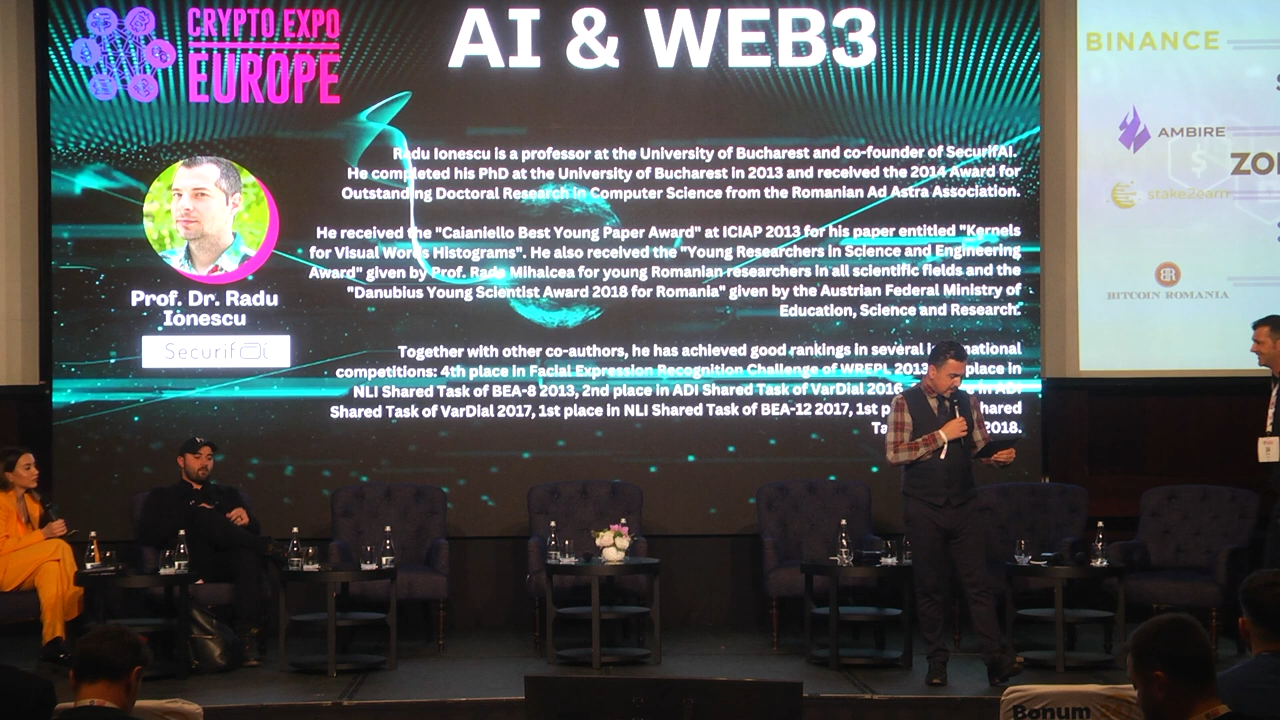 CRYPTO EXPO
EUROPE
AI & WEB3
Radu Ionescu is a professor at the University of Bucharest and co-founder of SecurifAI.
He completed his PhD at the University of Bucharest in 2013 and received the 2014 Award for
Outstanding Doctoral Research in Computer Science from the Romanian Ad Astra Association.
He received the "Caianiello Best Young Paper Award" at ICIAP 2013 for his paper entitled "Kernels
for Visual Words Histograms". He also received the "Young Researchers in Science and Engineering
Award" given by Prof. Radu Mihalcea for young Romanian researchers in all scientific fields and the
"Danubius Young Scientist Award 2018 for Romania" given by the Austrian Federal Ministry of
Education, Science and Research.
Together with other co-authors, he has achieved good rankings in several
competitions: 4th place in Facial Expression Recognition Challenge of WREPL 2013, place in
NLI Shared Task of BEA-8 2013, 2nd place in ADI Shared Task of VarDial 2016 in ADI
Shared Task of VarDial 2017, 1st place in NLI Shared Task of BEA-12 2017, 1st
2018.
Prof. Dr. Radu
Ionescu
Securifai
BINANCE
AMBIRE
stake2earn
BITCOIN ROMANIA
Bonum